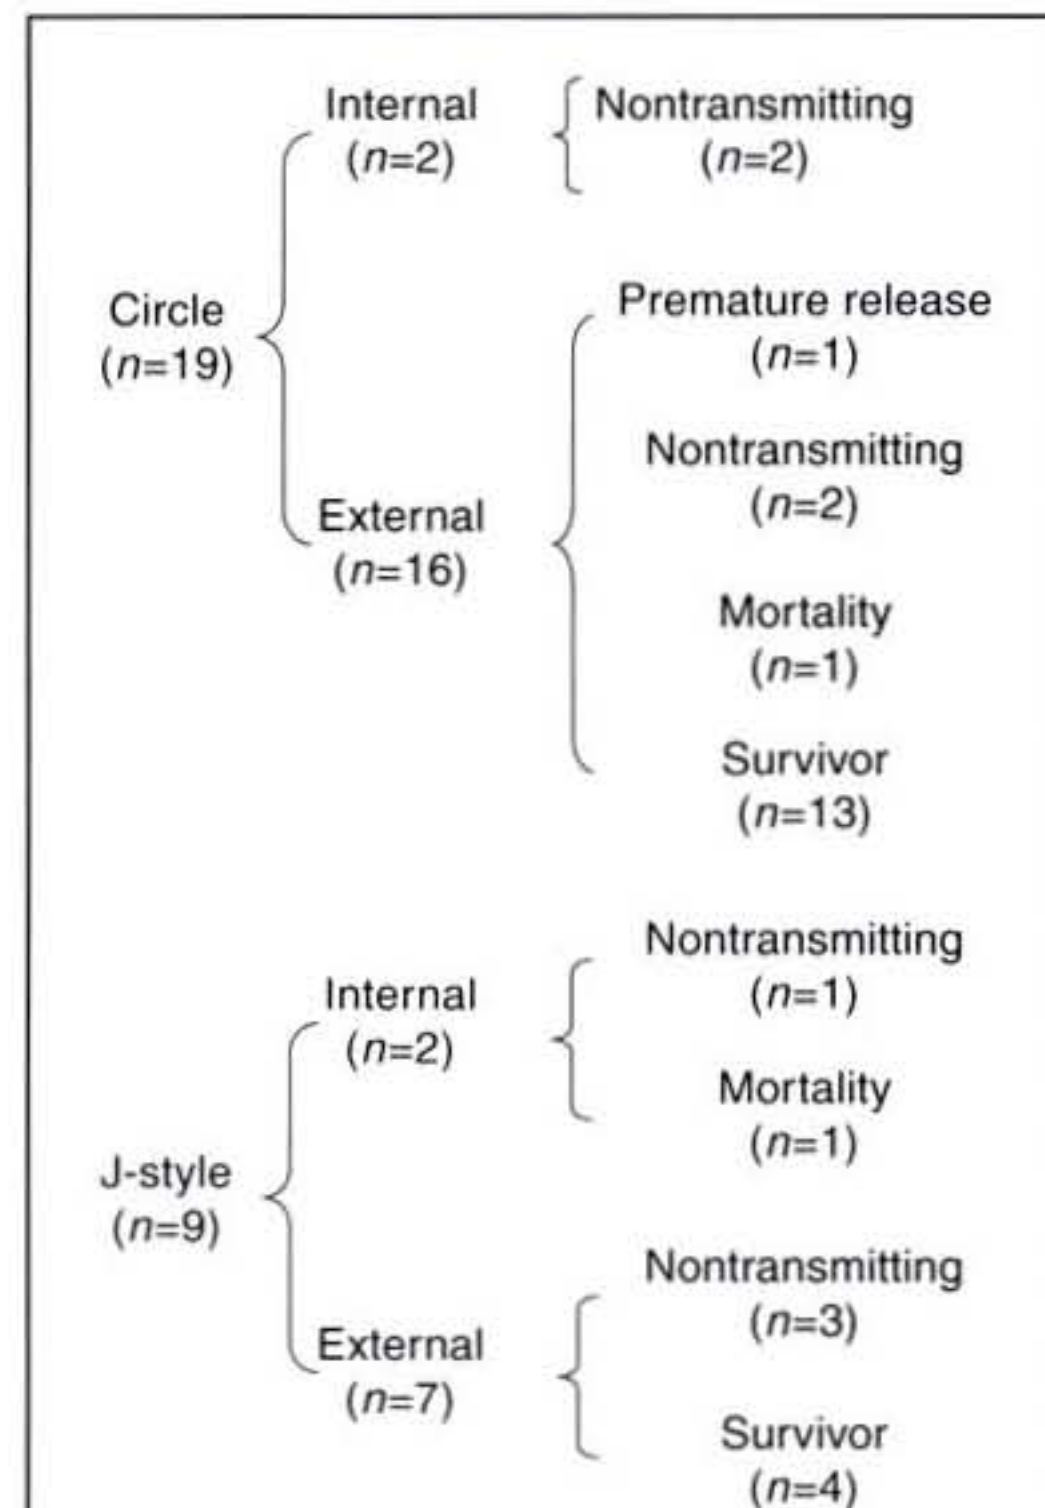 Internal
(n=2)
Nontransmitting
(n=2)
Circle
(n=19)
External
(n=16)
Premature release
(n=1)
Nontransmitting
(n=2)
Mortality
(n=1)
Survivor
(n=13)
J-style
(n=9)
Internal
(n=2)
Nontransmitting
(n=1)
Mortality
(n=1)
External
(n=7)
Nontransmitting
(n=3)
Survivor
(n=4)